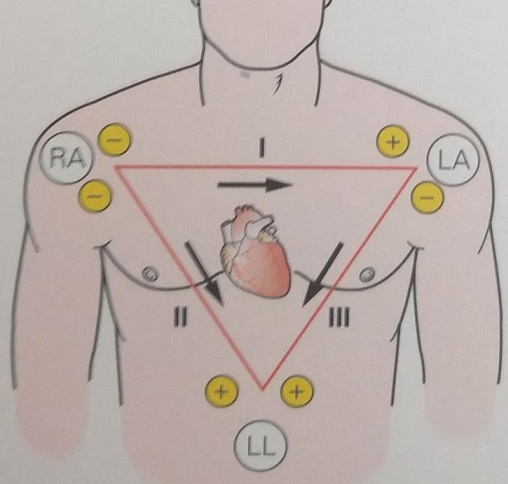 I
− +
RA LA
− −
II III
+ +
LL